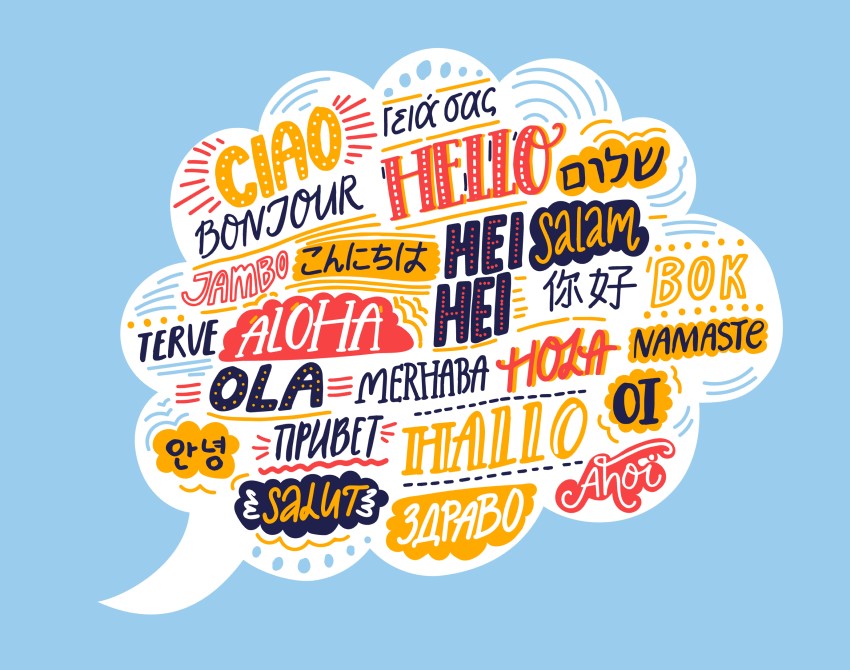 CIAO
Γειά σας
HELLO
שלום
BONJOUR
JAMBO
こんにちは
HEI
HEI
salam
你好
BOK
TERVE
ALOHA
NAMASTE
OLA
MERHABA
HOLA
OI
안녕
ПРИВЕТ
HALLO
Ahoï
SALUT
ЗДРАВО